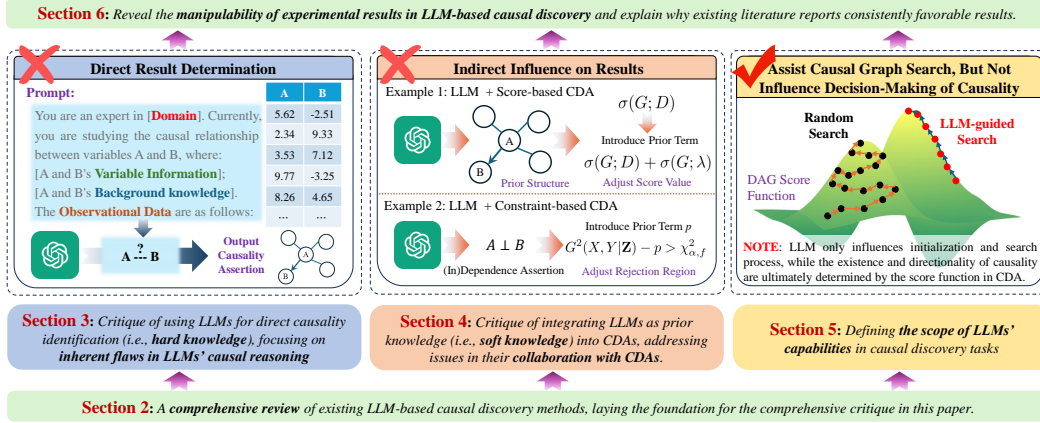 Section 6: Reveal the manipulability of experimental results in LLM-based causal discovery and explain why existing literature reports consistently favorable results.
Direct Result Determination
Prompt:
You are an expert in [Domain]. Currently,
you are studying the causal relationship
between variables A and B, where:
[A and B's Variable Information];
[A and B's Background knowledge].
The Observational Data are as follows:
A B
5.62 -2.51
2.34 9.33
3.53 7.12
9.77 -3.25
8.26 4.65
... ...
?
A B
Output
Causality
Assertion
A
B
Indirect Influence on Results
Example 1: LLM + Score-based CDA
A
B
Prior Structure
σ(G; D)
Introduce Prior Term
σ(G; D) + σ(G; λ)
Adjust Score Value
Example 2: LLM + Constraint-based CDA
A ⊥ B
(In)Dependence Assertion
Introduce Prior Term p
G²(X, Y|Z) − p > χ²α,f
Adjust Rejection Region
Assist Causal Graph Search, But Not
Influence Decision-Making of Causality
Random
Search
LLM-guided
Search
DAG Score
Function
NOTE: LLM only influences initialization and search
process, while the existence and directionality of causality
are ultimately determined by the score function in CDA.
Section 3: Critique of using LLMs for direct causality
identification (i.e., hard knowledge), focusing on
inherent flaws in LLMs' causal reasoning
Section 4: Critique of integrating LLMs as prior
knowledge (i.e., soft knowledge) into CDAs, addressing
issues in their collaboration with CDAs.
Section 5: Defining the scope of LLMs'
capabilities in causal discovery tasks
Section 2: A comprehensive review of existing LLM-based causal discovery methods, laying the foundation for the comprehensive critique in this paper.